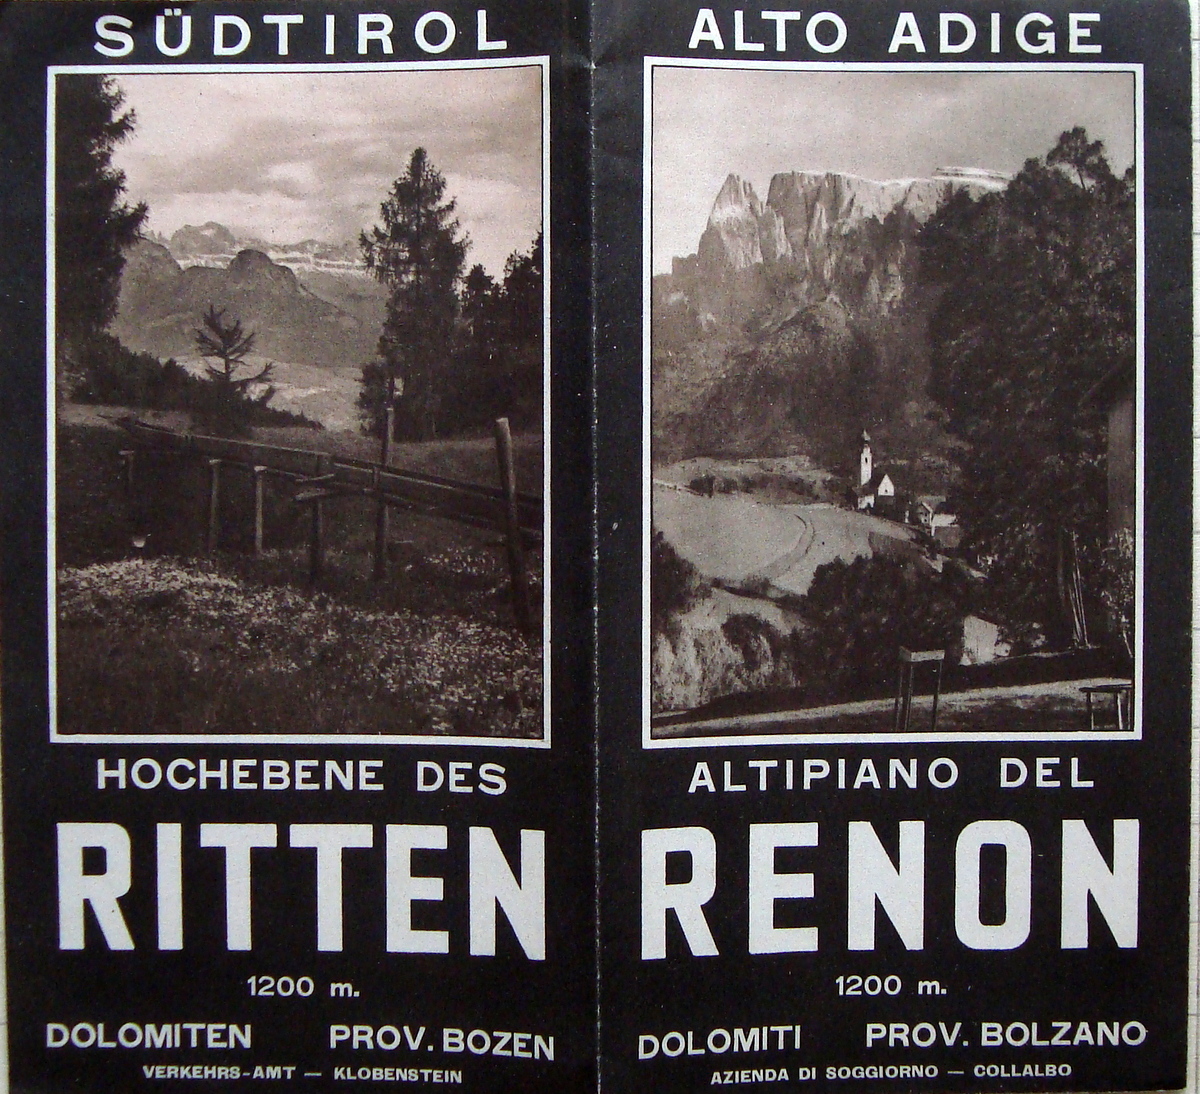 SÜDTIROL
HOCHEBENE DES
RITTEN
1200 m.
DOLOMITEN PROV. BOZEN
VERKEHRS-AMT — KLOBENSTEIN
ALTO ADIGE
ALTIPIANO DEL
RENON
1200 m.
DOLOMITI PROV. BOLZANO
AZIENDA DI SOGGIORNO — COLLALBO